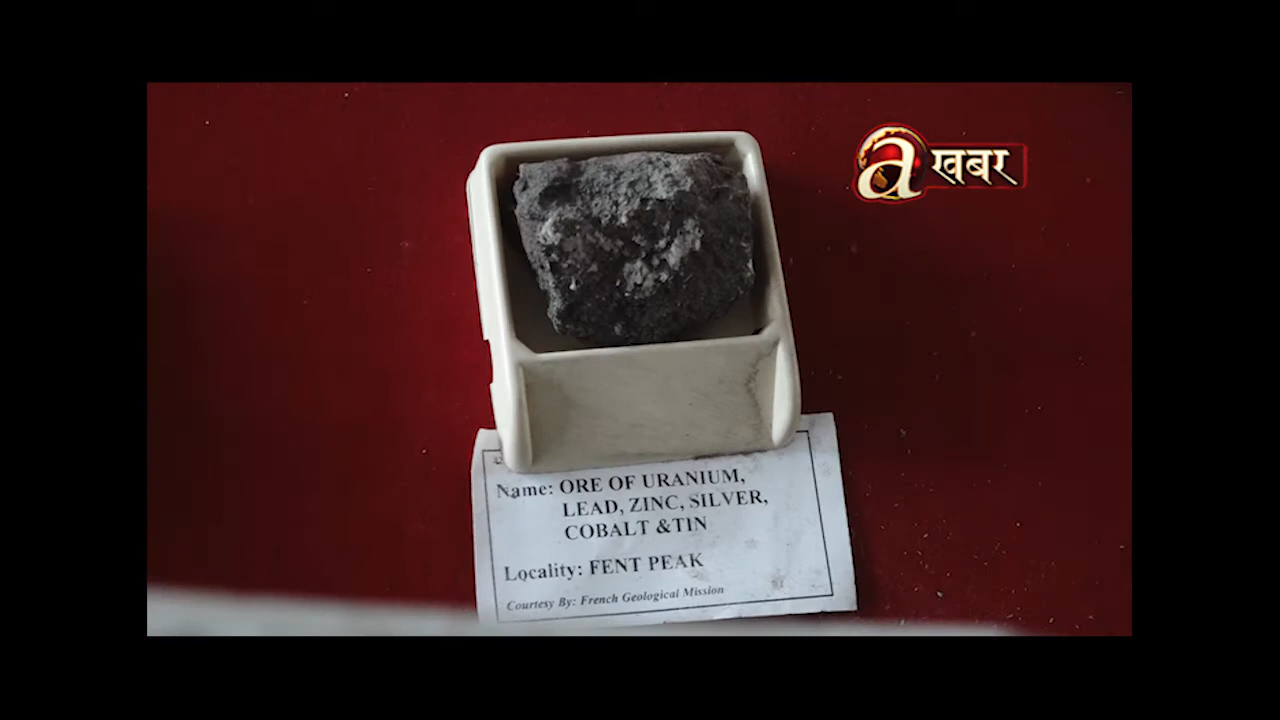 a खबर
Name: ORE OF URANIUM,
LEAD, ZINC, SILVER,
COBALT &TIN
Locality: FENT PEAK
Courtesy By: French Geological Mission